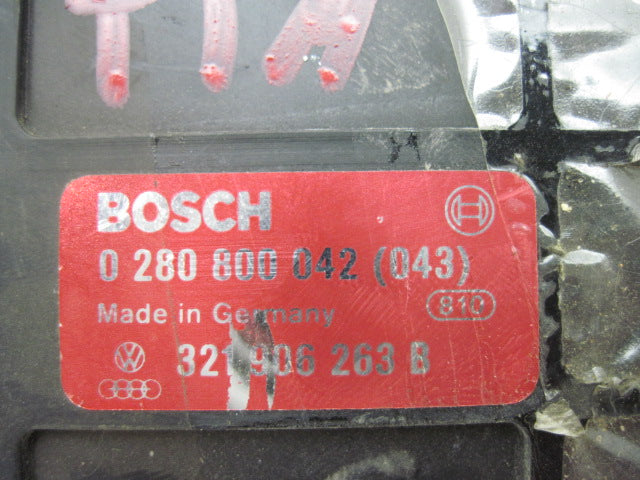 BOSCH
0 280 800 042 (043)
Made in Germany 810
321 906 263 B